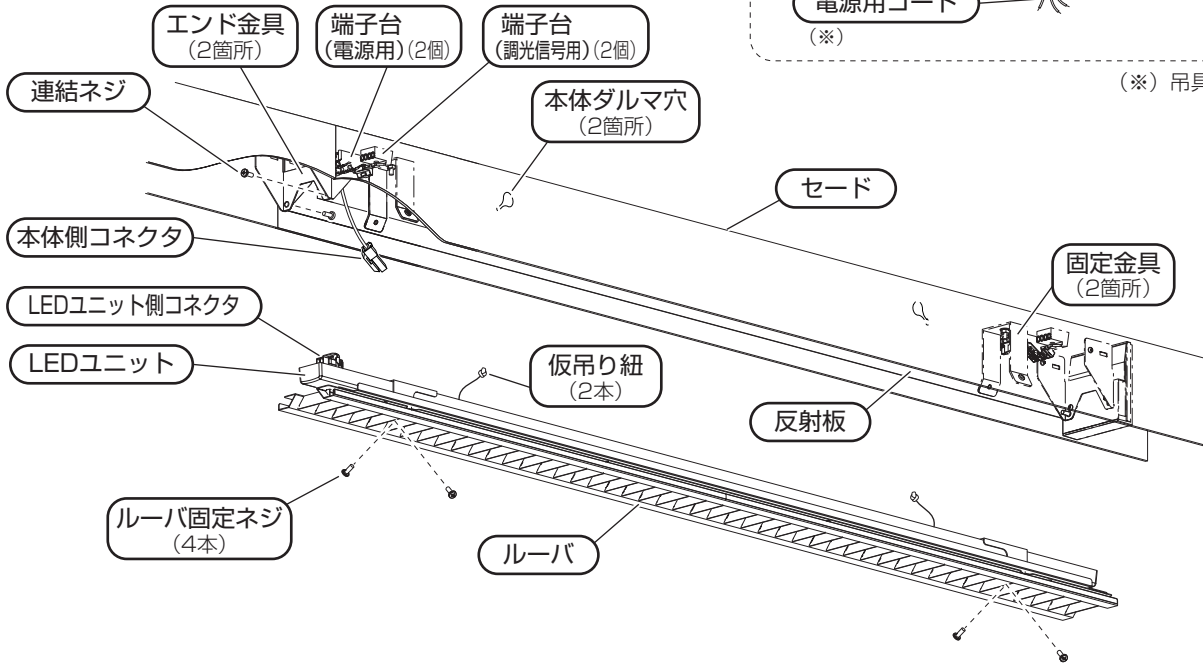 電源用コード
(※)
(※) 吊具
エンド金具
(2箇所)
端子台
(電源用)(2個)
端子台
(調光信号用)(2個)
連結ネジ
本体ダルマ穴
(2箇所)
セード
本体側コネクタ
固定金具
(2箇所)
LEDユニット側コネクタ
LEDユニット
仮吊り紐
(2本)
反射板
ルーバ固定ネジ
(4本)
ルーバ